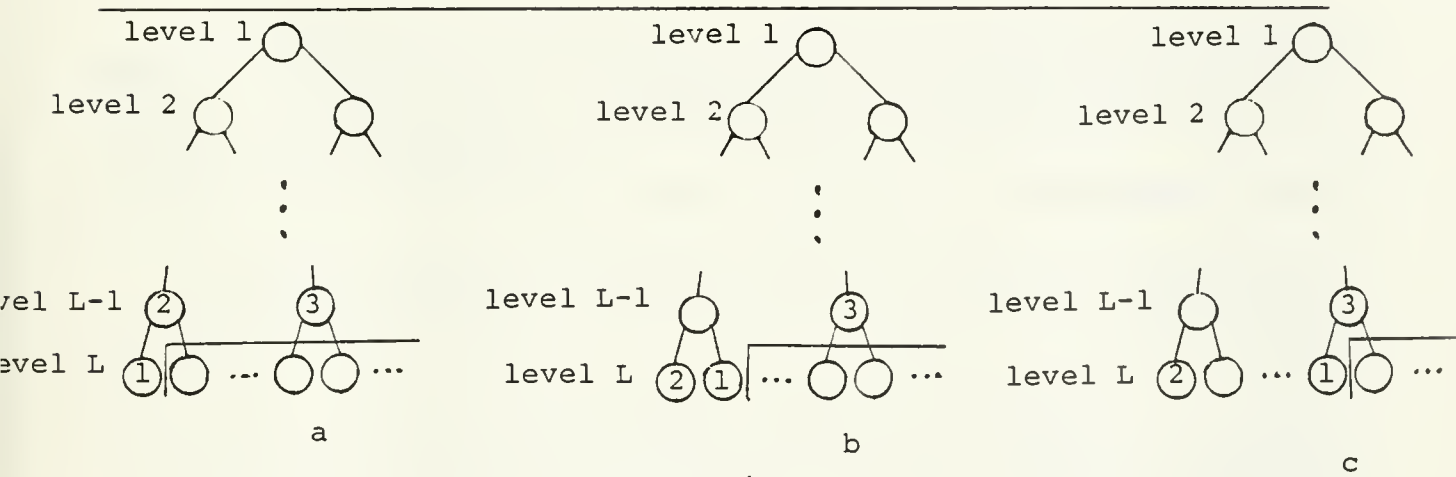 level 1
level 2
vel L-1 2 3
evel L 1 ... ...
a
level 1
level 2
level L-1 3
level L 2 1 ... ...
b
level 1
level 2
level L-1 3
level L 2 ... 1 ...
c